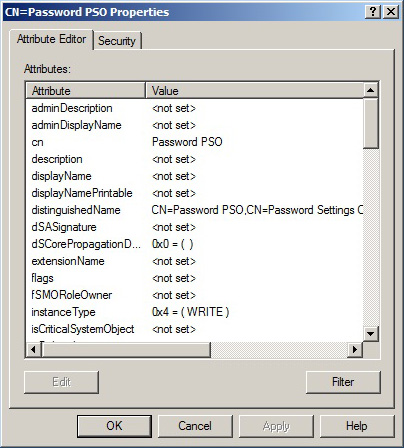 CN=Password PSO Properties
Attribute Editor Security
Attributes:
Attribute Value
adminDescription <not set>
adminDisplayName <not set>
cn Password PSO
description <not set>
displayName <not set>
displayNamePrintable <not set>
distinguishedName CN=Password PSO,CN=Password Settings C
dSASignature <not set>
dSCorePropagationD... 0x0 = ( )
extensionName <not set>
flags <not set>
fSMORoleOwner <not set>
instanceType 0x4 = ( WRITE )
isCriticalSystemObject <not set>
Edit Filter
OK Cancel Apply Help